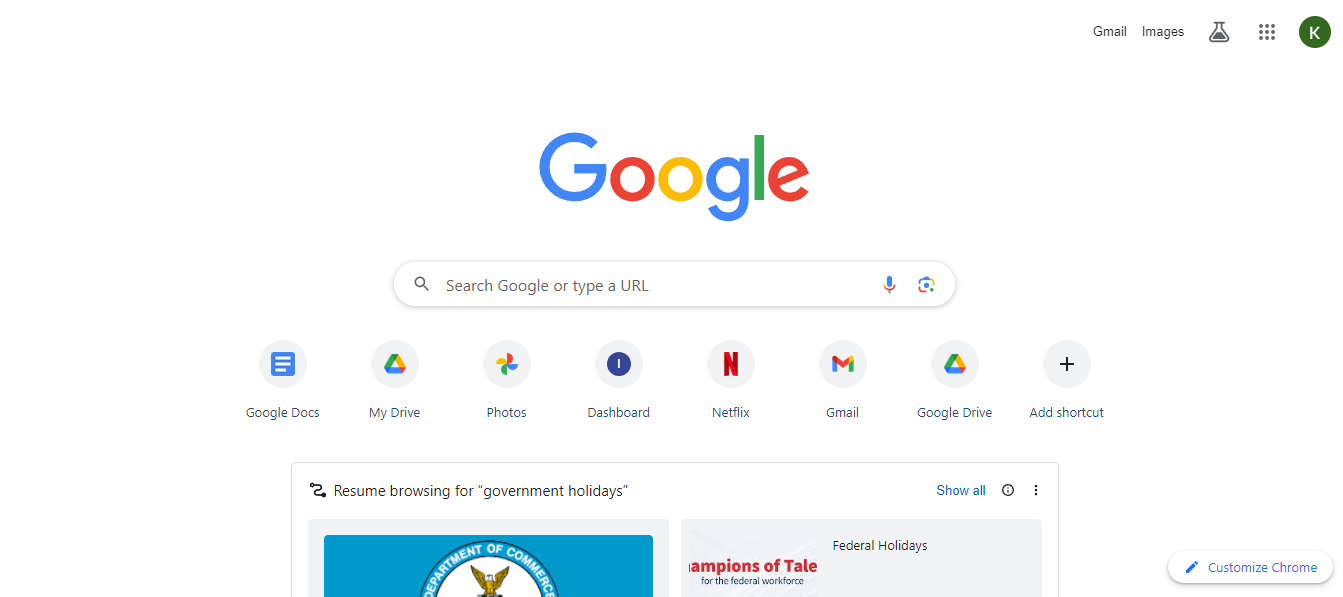 Gmail Images K
Google
Search Google or type a URL
I
Google Docs My Drive Photos Dashboard Netflix Gmail Google Drive Add shortcut
Resume browsing for “government holidays” Show all
DEPARTMENT OF COMMERCE
Federal Holidays
ampions of Tale
for the federal workforce
Customize Chrome